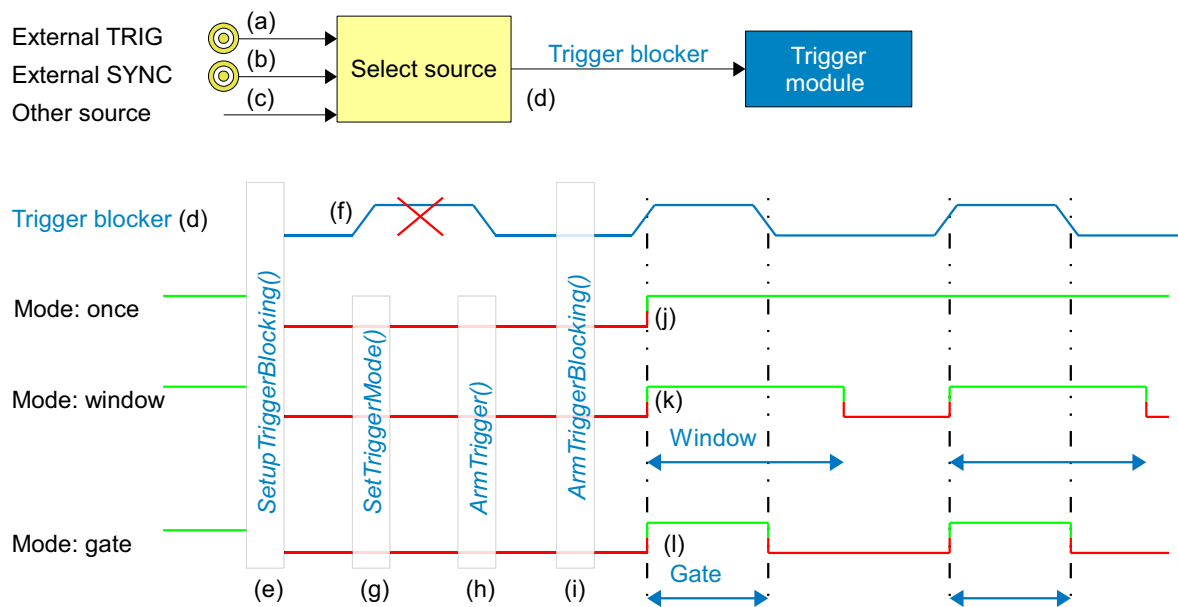 External TRIG
(a)
External SYNC
(b)
Other source
(c)
Select source
Trigger blocker
(d)
Trigger
module
Trigger blocker (d)
(f)
Mode: once
(j)
Mode: window
(k)
Window
Mode: gate
(l)
Gate
SetupTriggerBlocking()
SetTriggerMode()
ArmTrigger()
ArmTriggerBlocking()
(e)
(g)
(h)
(i)